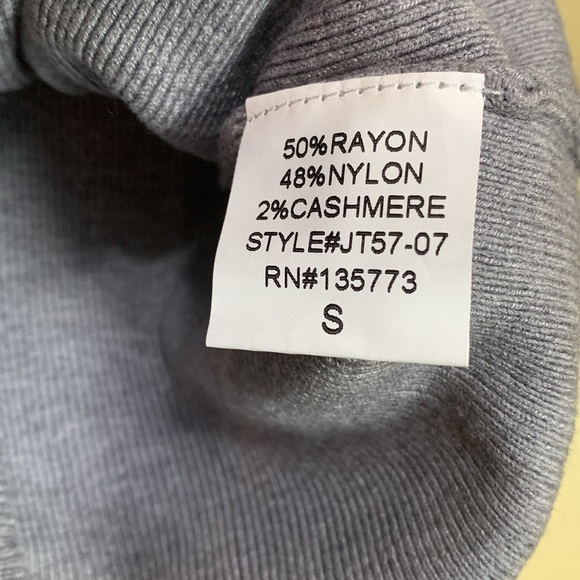 50%RAYON
48%NYLON
2%CASHMERE
STYLE#JT57-07
RN#135773
S